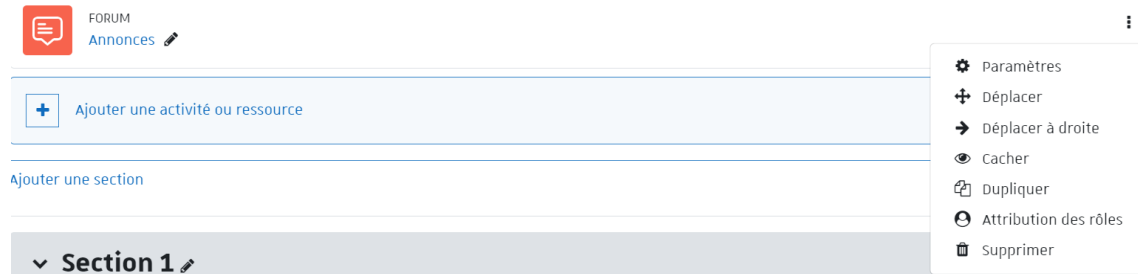 FORUM
Annonces
Ajouter une activité ou ressource
Ajouter une section
Section 1
Paramètres
Déplacer
Déplacer à droite
Cacher
Dupliquer
Attribution des rôles
Supprimer